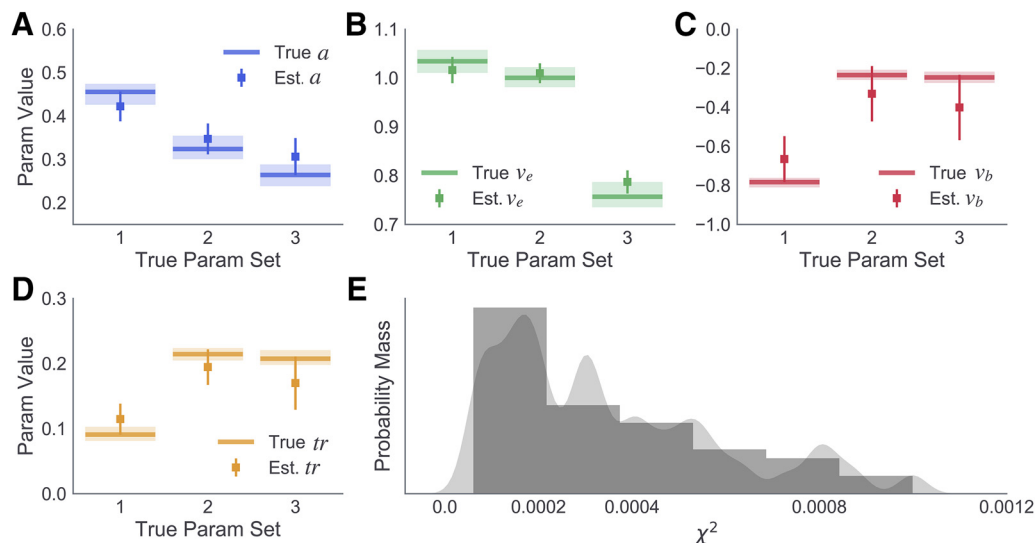 A
0.6
0.5
0.4
0.3
0.2
Param Value
True a
Est. a
1 2 3
True Param Set
B
1.1
1.0
0.9
0.8
0.7
True vₑ
Est. vₑ
1 2 3
True Param Set
C
−0.0
−0.2
−0.4
−0.6
−0.8
−1.0
True v_b
Est. v_b
1 2 3
True Param Set
D
0.3
0.2
0.1
0.0
Param Value
True tr
Est. tr
1 2 3
True Param Set
E
Probability Mass
0.0 0.0002 0.0004 0.0008 0.0012
χ²